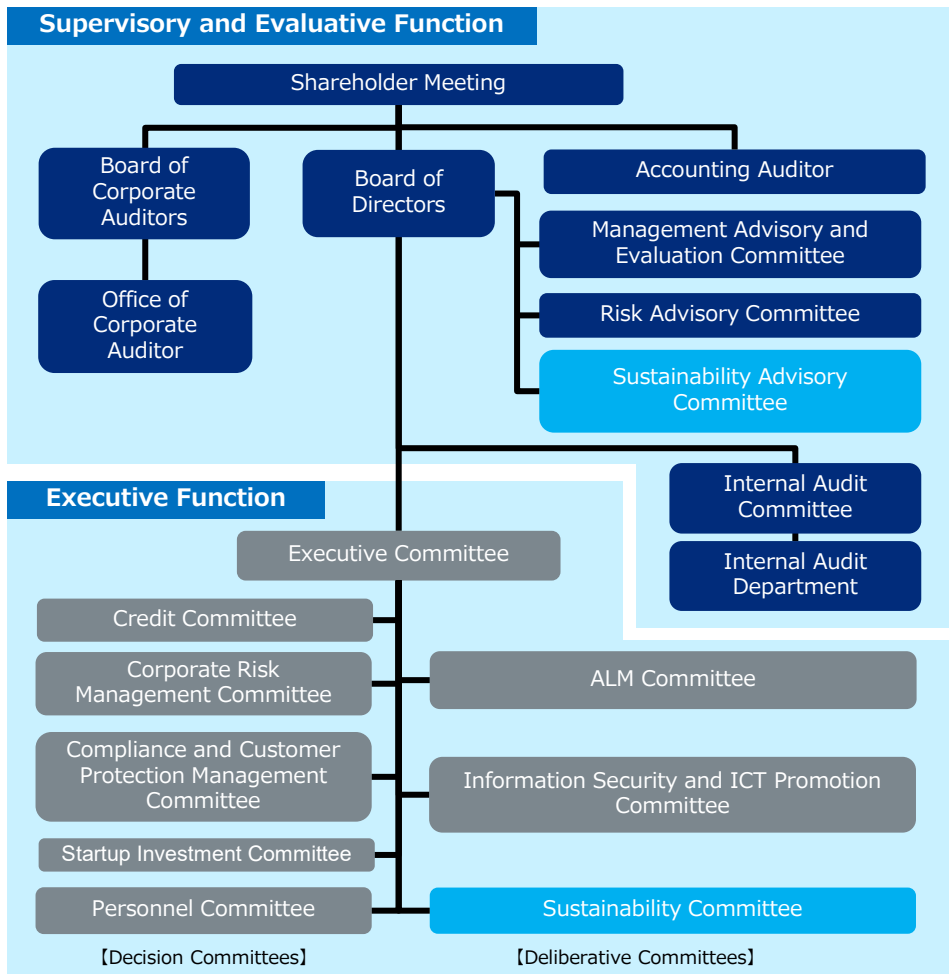 Supervisory and Evaluative Function
Shareholder Meeting
Board of
Corporate
Auditors
Board of
Directors
Accounting Auditor
Management Advisory and
Evaluation Committee
Office of
Corporate
Auditor
Risk Advisory Committee
Sustainability Advisory
Committee
Internal Audit
Committee
Internal Audit
Department
Executive Function
Executive Committee
Credit Committee
Corporate Risk
Management Committee
ALM Committee
Compliance and Customer
Protection Management
Committee
Information Security and ICT Promotion
Committee
Startup Investment Committee
Personnel Committee
Sustainability Committee
【Decision Committees】
【Deliberative Committees】